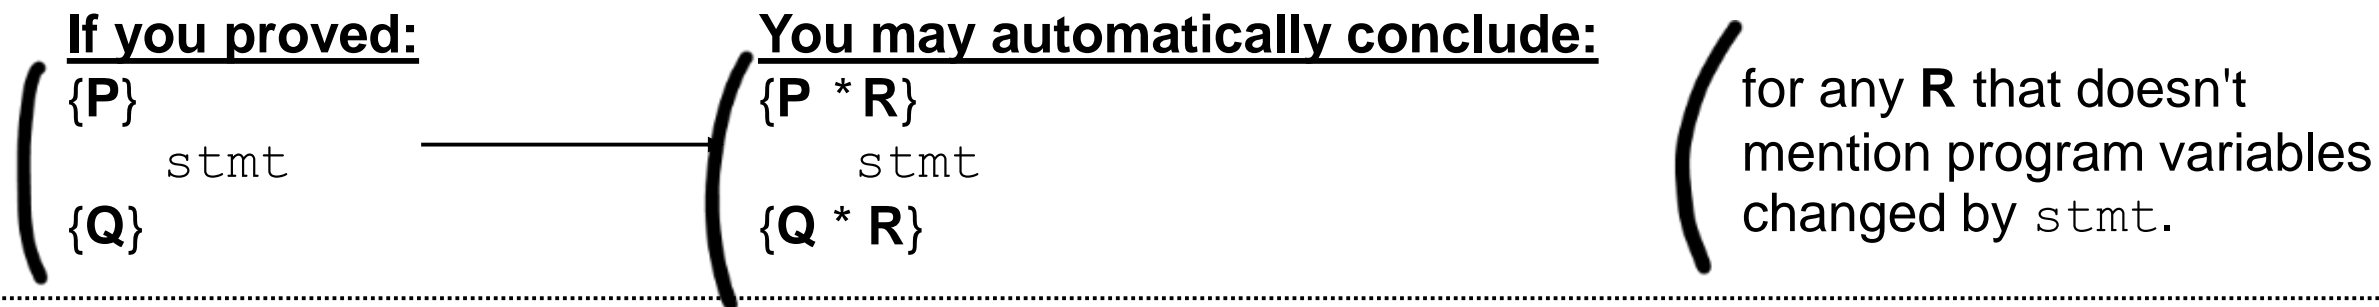 If you proved:
{P}
stmt
{Q}
You may automatically conclude:
{P * R}
stmt
{Q * R}
for any R that doesn't
mention program variables
changed by stmt.